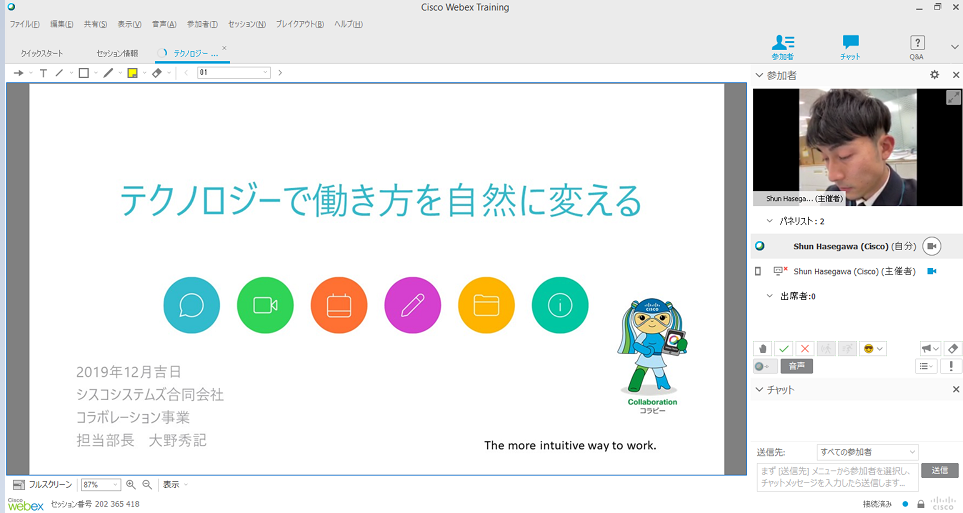 Cisco Webex Training
ファイル(F) 編集(E) 共有(S) 表示(V) 音声(A) 参加者(T) セッション(N) ブレイクアウト(B) ヘルプ(H)
クイックスタート セッション情報 テクノロジー ...
参加者 チャット Q&A
T 01
参加者
テクノロジーで働き方を自然に変える
2019年12月吉日
シスコシステムズ合同会社
コラボレーション事業
担当部長 大野秀記
CISCO
Collaboration
コラビー
The more intuitive way to work.
Shun Hasega... (主催者)
パネリスト: 2
Shun Hasegawa (Cisco) (自分)
Shun Hasegawa (Cisco) (主催者)
出席者:0
音声
チャット
送信先: すべての参加者
まず [送信先] メニューから参加者を選択し、
チャットメッセージを入力したら送信します...
送信
フルスクリーン 87% 表示
Cisco
webex セッション番号 202 365 418
接続済み
CISCO